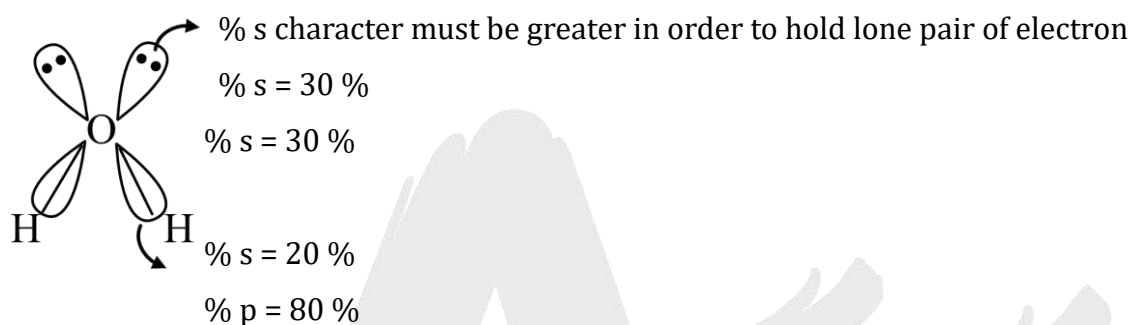 % s character must be greater in order to hold lone pair of electron
% s = 30 %
O
% s = 30 %
H
H
% s = 20 %
% p = 80 %